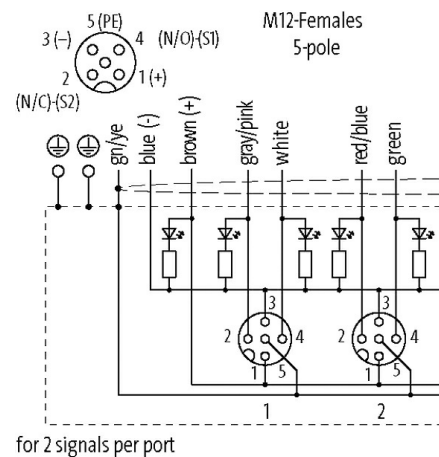 5 (PE)
3 (–)
4 (N/O)-(S1)
2
1 (+)
(N/C)-(S2)
M12-Females
5-pole
gn/ye
blue (-)
brown (+)
gray/pink
white
red/blue
green
3
3
2
4
2
4
1
5
1
5
1
2
for 2 signals per port